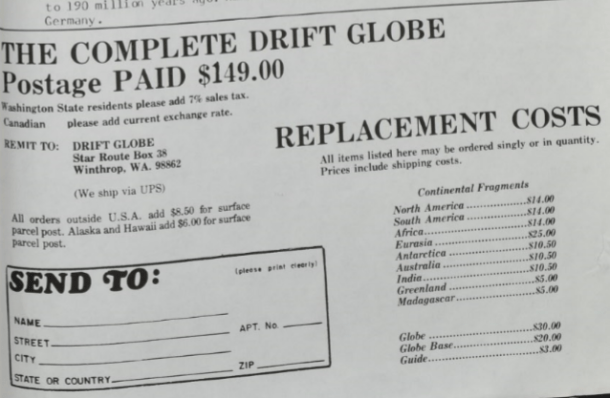 to 190 million years ago.
Germany.
THE COMPLETE DRIFT GLOBE
Postage PAID $149.00
Washington State residents please add 7% sales tax.
Canadian please add current exchange rate.
REMIT TO: DRIFT GLOBE
Star Route Box 38
Winthrop, WA. 98862
(We ship via UPS)
All orders outside U.S.A. add $8.50 for surface
parcel post. Alaska and Hawaii add $6.00 for surface
parcel post.
SEND TO:
(please print clearly)
NAME
STREET APT. No.
CITY
STATE OR COUNTRY ZIP
REPLACEMENT COSTS
All items listed here may be ordered singly or in quantity.
Prices include shipping costs.
Continental Fragments
North America $14.00
South America $14.00
Africa $14.00
Eurasia $25.00
Antarctica $10.50
Australia $10.50
India $10.50
Greenland $5.00
Madagascar $5.00
Globe $30.00
Globe Base $20.00
Guide $3.00